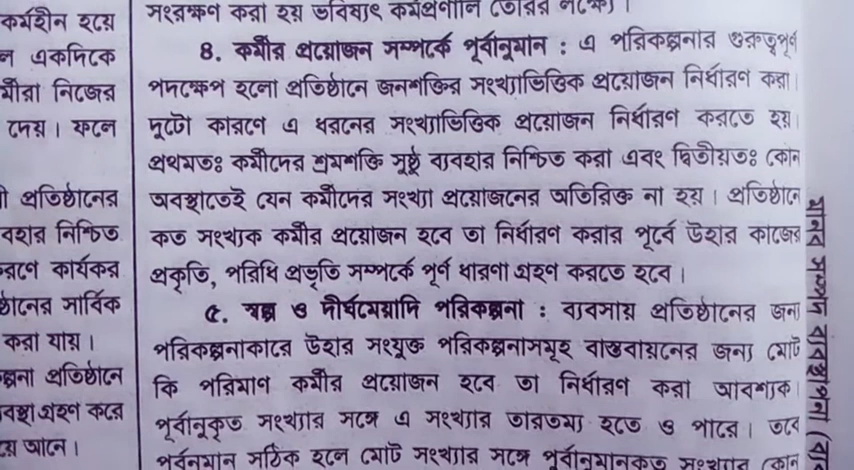 কর্মহীন হয়ে
ন একদিকে
র্মীরা নিজের
দেয়। ফলে
প্রতিষ্ঠানের
বহার নিশ্চিত
কার্যকর
ষ্ঠানের সার্বিক
করা যায়।
প্রতিষ্ঠানে
গ্রহণ করে
আনে।
সংরক্ষণ করা হয় ভবিষ্যৎ কর্মপ্রণালি তৈরির লক্ষ্যে।
৪. কর্মীর প্রয়োজন সম্পর্কে পূর্বানুমান : এ পরিকল্পনার গুরুত্বপূর্ণ
পদক্ষেপ হলো প্রতিষ্ঠানে জনশক্তির সংখ্যাভিত্তিক প্রয়োজন নির্ধারণ করা।
দুটো কারণে এ ধরনের সংখ্যাভিত্তিক প্রয়োজন নির্ধারণ করতে হয়।
প্রথমতঃ কর্মীদের শ্রমশক্তি সুষ্ঠু ব্যবহার নিশ্চিত করা এবং দ্বিতীয়তঃ কোন
অবস্থাতেই যেন কর্মীদের সংখ্যা প্রয়োজনের অতিরিক্ত না হয়। প্রতিষ্ঠানে
কত সংখ্যক কর্মীর প্রয়োজন হবে তা নির্ধারণ করার পূর্বে উহার কাজের
প্রকৃতি, পরিধি প্রভৃতি সম্পর্কে পূর্ণ ধারণা গ্রহণ করতে হবে।
৫. স্বল্প ও দীর্ঘমেয়াদি পরিকল্পনা : ব্যবসায় প্রতিষ্ঠানের জন্য
পরিকল্পনাকারে উহার সংযুক্ত পরিকল্পনাসমূহ বাস্তবায়নের জন্য মোট
কি পরিমাণ কর্মীর প্রয়োজন হবে তা নির্ধারণ করা আবশ্যক।
পূর্বানুকৃত সংখ্যার সঙ্গে এ সংখ্যার তারতম্য হতে ও পারে। তবে
পূর্বনুমান সঠিক হলে মোট সংখ্যার সঙ্গে পূর্বানুমানকৃত সংখ্যার কোন
মানব সম্পদ ব্যবস্থাপনা (ব্য